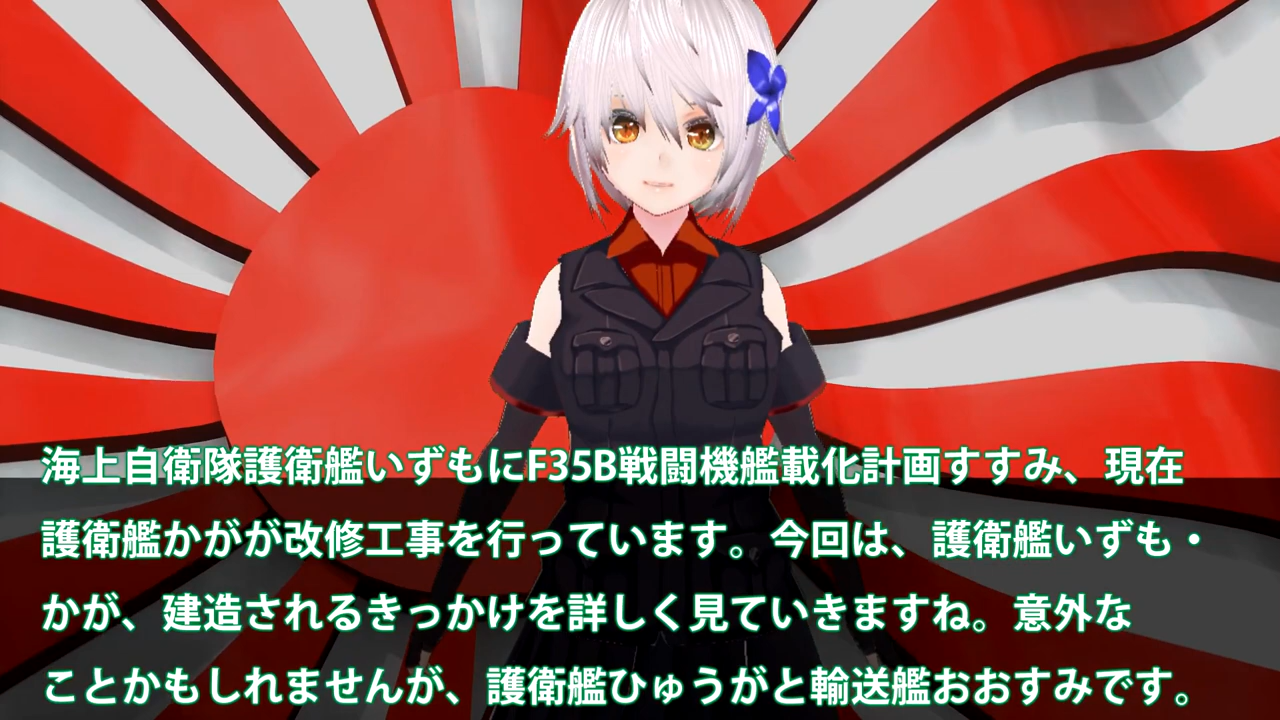 海上自衛隊護衛艦いずもにF35B戦闘機艦載化計画すすみ、現在
護衛艦かがが改修工事を行っています。今回は、護衛艦いずも・
かが、建造されるきっかけを詳しく見ていきますね。意外な
ことかもしれませんが、護衛艦ひゅうがと輸送艦おおすみです。